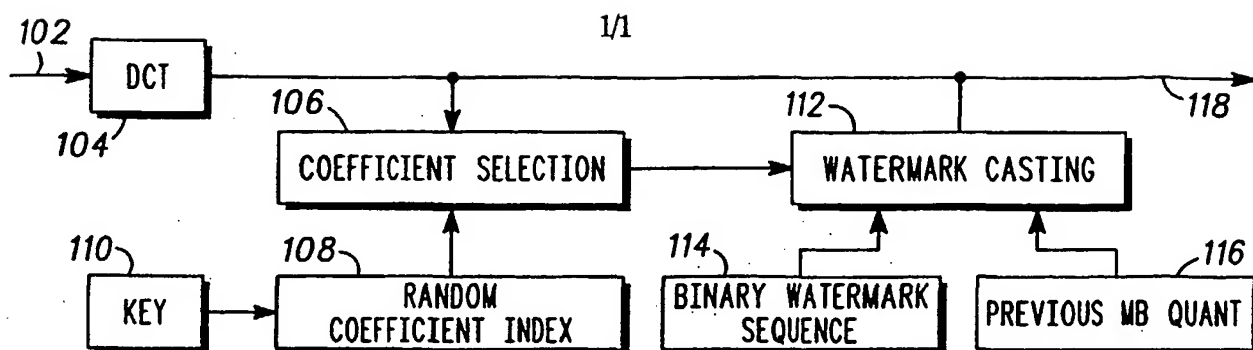 1/1
102
DCT
104
106
COEFFICIENT SELECTION
112
WATERMARK CASTING
118
110
KEY
108
RANDOM
COEFFICIENT INDEX
114
BINARY WATERMARK
SEQUENCE
116
PREVIOUS MB QUANT